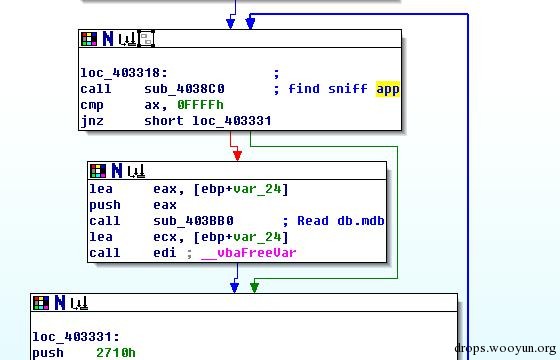 loc_403318: ;
call sub_4038C0 ; find sniff app
cmp ax, 0FFFFh
jnz short loc_403331
lea eax, [ebp+var_24]
push eax
call sub_403BB0 ; Read db.mdb
lea ecx, [ebp+var_24]
call edi ; __vbaFreeVar
loc_403331:
push 2710h
drops.wooyun.org